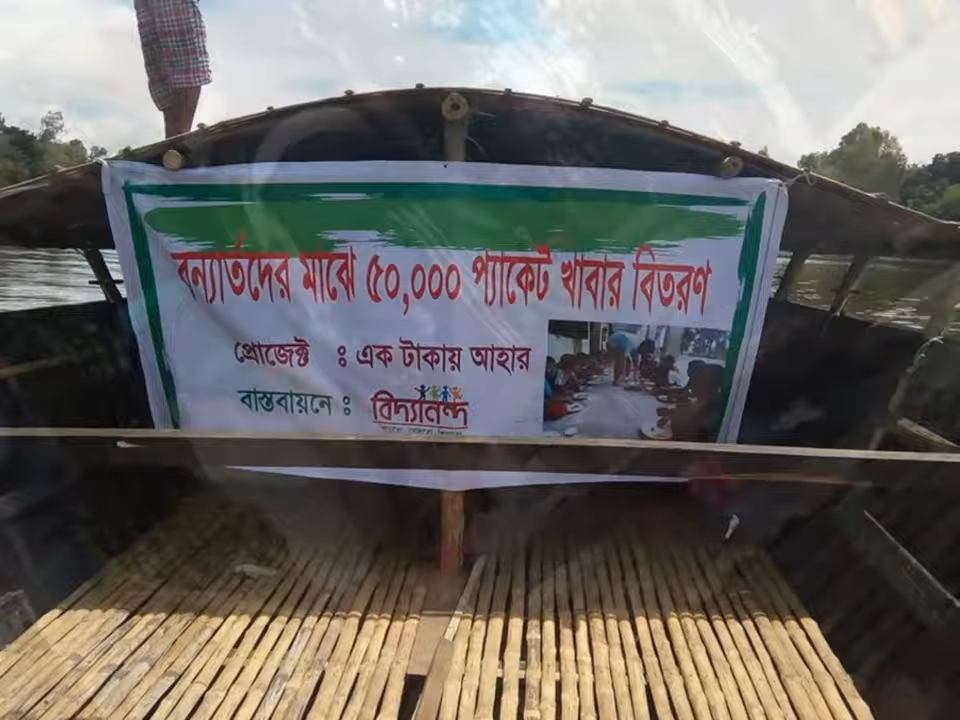 বন্যার্তদের মাঝে ৫০,০০০ প্যাকেট খাবার বিতরণ
প্রোজেক্ট ঃ এক টাকায় আহার
বাস্তবায়নে ঃ বিদ্যানন্দ